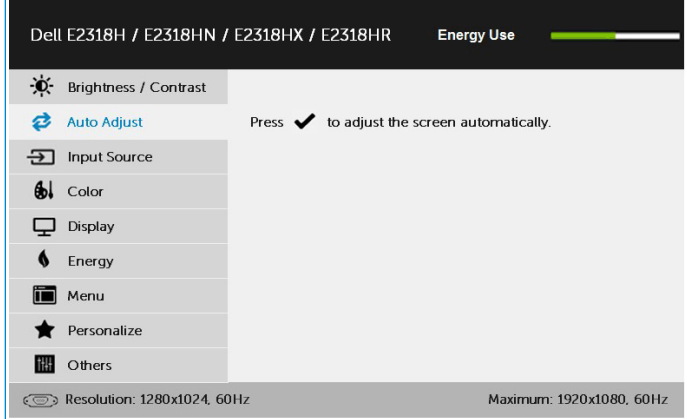 Dell E2318H / E2318HN / E2318HX / E2318HR Energy Use
Brightness / Contrast
Auto Adjust
Press to adjust the screen automatically.
Input Source
Color
Display
Energy
Menu
Personalize
Others
Resolution: 1280x1024, 60Hz Maximum: 1920x1080, 60Hz